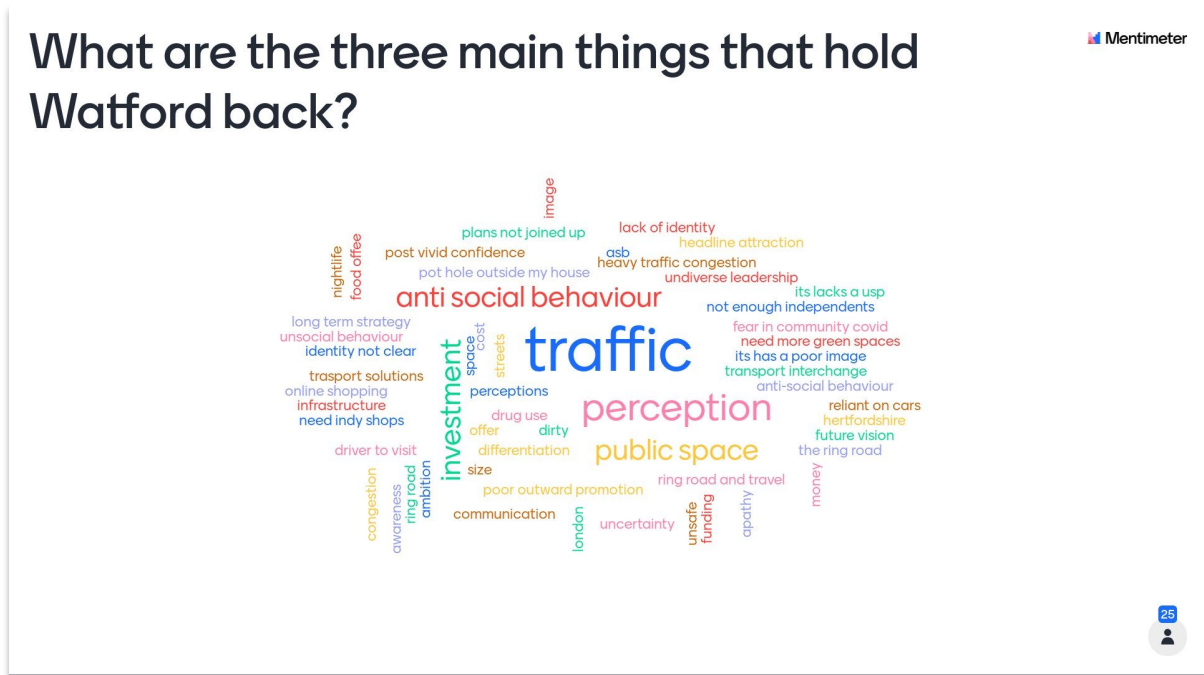 What are the three main things that hold
Watford back?
Mentimeter
image
plans not joined up
lack of identity
headline attraction
nightlife
food offee
post vivid confidence
asb
heavy traffic congestion
pot hole outside my house
undiverse leadership
anti social behaviour
its lacks a usp
not enough independents
long term strategy
unsocial behaviour
identity not clear
investment
space
cost
streets
traffic
fear in community covid
need more green spaces
its has a poor image
transport interchange
trasport solutions
online shopping
infrastructure
need indy shops
perceptions
anti-social behaviour
drug use
perception
reliant on cars
hertfordshire
offer
dirty
future vision
driver to visit
differentiation
public space
the ring road
size
congestion
awareness
ring road
ambition
poor outward promotion
ring road and travel
money
communication
london
uncertainty
unsafe
funding
apathy
25